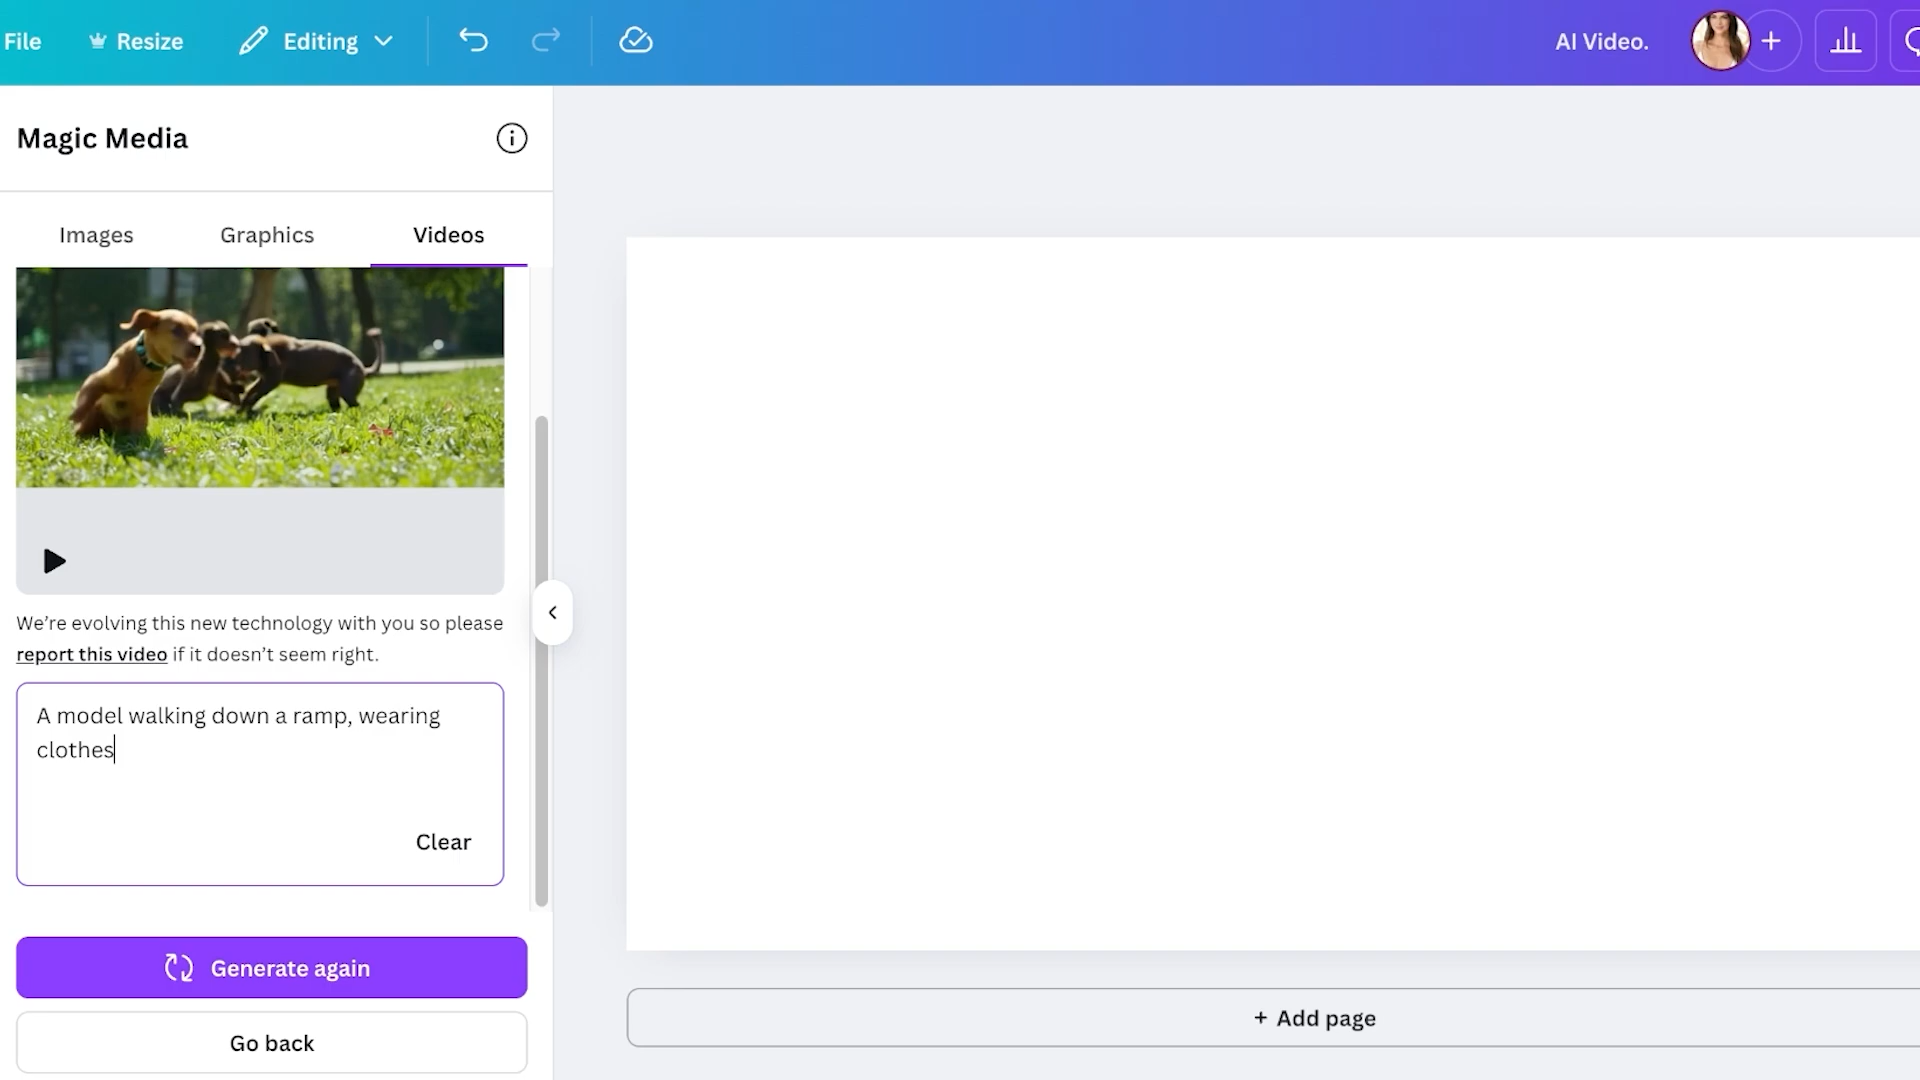 File
Resize
Editing
AI Video.
Magic Media
Images
Graphics
Videos
We're evolving this new technology with you so please
report this video if it doesn't seem right.
A model walking down a ramp, wearing
clothes
Clear
Generate again
Go back
+ Add page